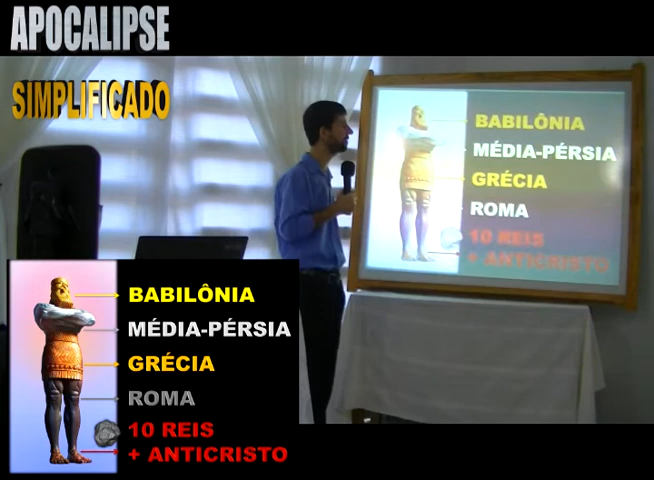 APOCALIPSE
SIMPLIFICADO
BABILÔNIA
MÉDIA-PÉRSIA
GRÉCIA
ROMA
10 REIS
+ ANTICRISTO
BABILÔNIA
MÉDIA-PÉRSIA
GRÉCIA
ROMA
10 REIS
+ ANTICRISTO